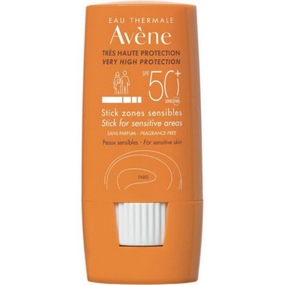 EAU THERMALE
Avène
TRÈS HAUTE PROTECTION
VERY HIGH PROTECTION
SPF 50+
Stick zones sensibles
Stick for sensitive areas
SANS PARFUM - FRAGRANCE FREE
Peaux sensibles - For sensitive skin
PARIS